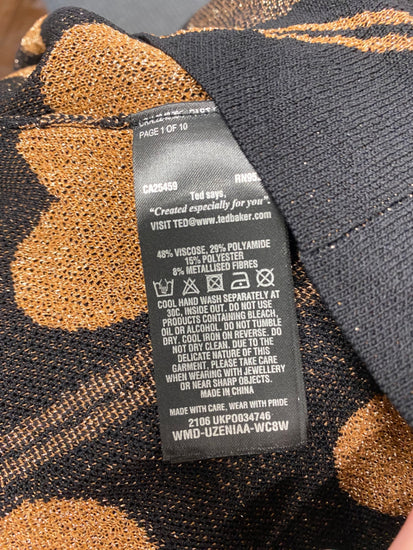 PAGE 1 OF 10
CA25459 RN95
Ted says,
"Created especially for you".
VISIT TED@www.tedbaker.com
48% VISCOSE, 29% POLYAMIDE
15% POLYESTER
8% METALLISED FIBRES
COOL HAND WASH SEPARATELY AT
30C, INSIDE OUT. DO NOT USE
PRODUCTS CONTAINING BLEACH,
OIL OR ALCOHOL. DO NOT TUMBLE
DRY. COOL IRON ON REVERSE. DO
NOT DRY CLEAN. DUE TO THE
DELICATE NATURE OF THIS
GARMENT, PLEASE TAKE CARE
WHEN WEARING WITH JEWELLERY
OR NEAR SHARP OBJECTS.
MADE IN CHINA
MADE WITH CARE, WEAR WITH PRIDE
2106 UKPO034746
WMD-UZENIAA-WC8W